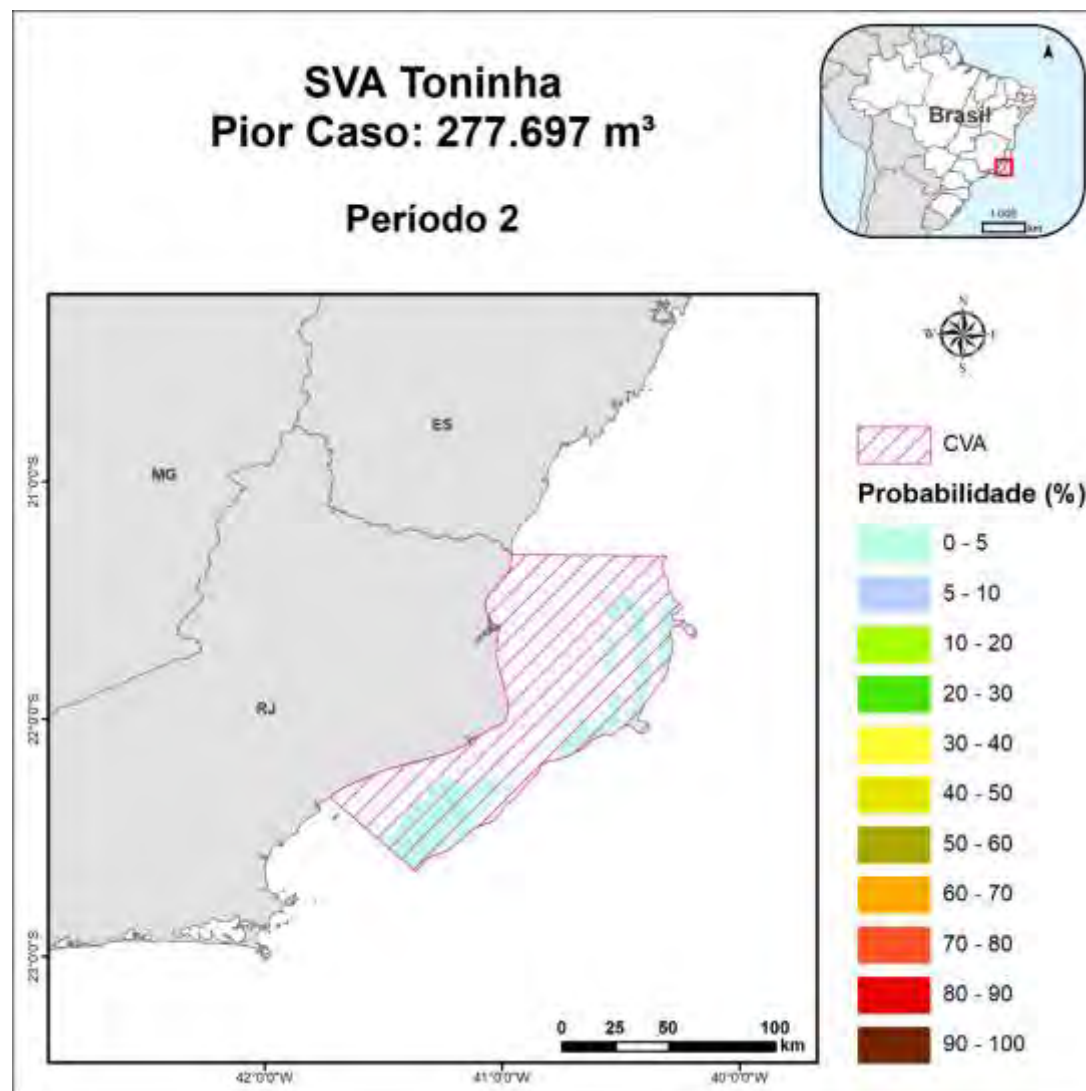 SVA Toninha
Pior Caso: 277.697 m³
Período 2
Brasil
km
N
W
E
S
ES
MG
RJ
CVA
Probabilidade (%)
0 - 5
5 - 10
10 - 20
20 - 30
30 - 40
40 - 50
50 - 60
60 - 70
70 - 80
80 - 90
90 - 100
21°0'0"S
22°0'0"S
23°0'0"S
0 25 50 100
km
42°0'0"W
41°0'0"W
40°0'0"W